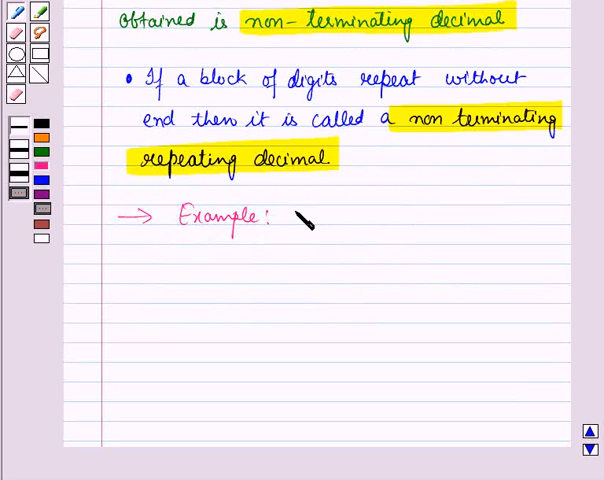 Obtained is non-terminating decimal
• If a block of digits repeat without
end then it is called a non terminating
repeating decimal.
→ Example: